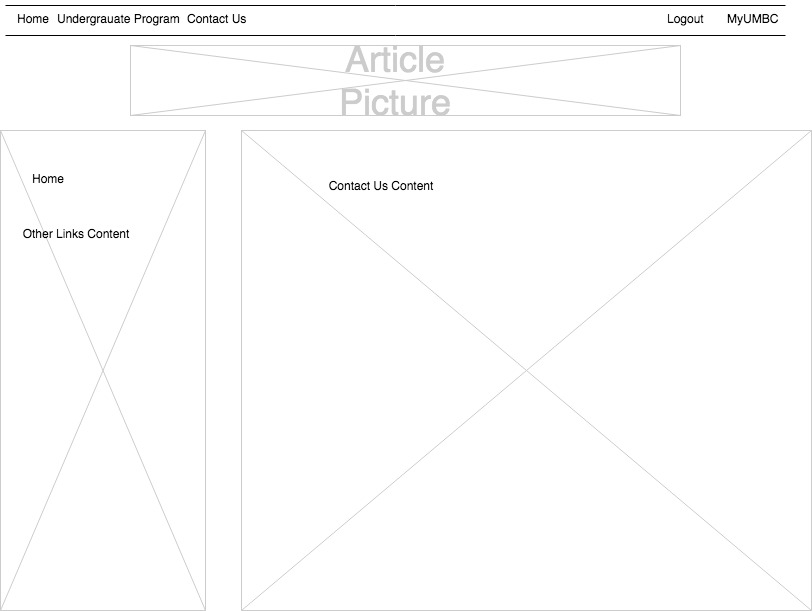 Home Undergrauate Program Contact Us Logout MyUMBC
Article
Picture
Home
Other Links Content
Contact Us Content